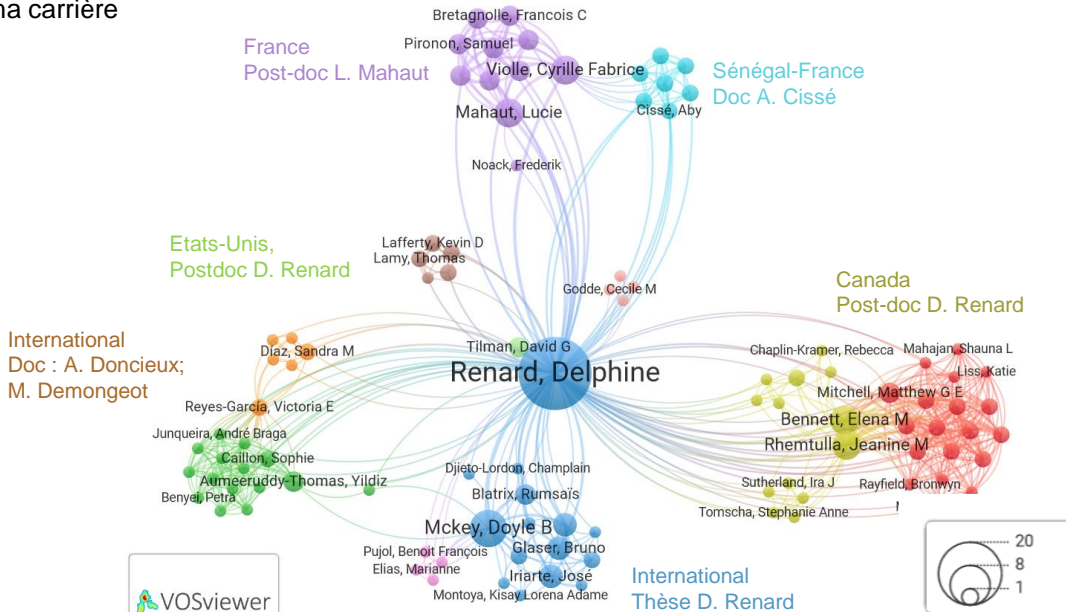 na carrière
Bretagnolle, Francois C
France
Post-doc L. Mahaut
Pironon, Samuel
Violle, Cyrille Fabrice
Sénégal-France
Doc A. Cissé
Mahaut, Lucie
Cissé, Aby
Noack, Frederik
Etats-Unis,
Postdoc D. Renard
Lafferty, Kevin D
Lamy, Thomas
Godde, Cecile M
Canada
Post-doc D. Renard
International
Doc : A. Doncieux;
M. Demongeot
Díaz, Sandra M
Tilman, David G
Renard, Delphine
Chaplin-Kramer, Rebecca
Mahajan, Shauna L
Liss, Katie
Mitchell, Matthew G E
Reyes-García, Victoria E
Bennett, Elena M
Rhemtulla, Jeanine M
Junqueira, André Braga
Caillon, Sophie
Aumeeruddy-Thomas, Yildiz
Benyei, Petra
Djieto-Lordon, Champlain
Blatrix, Rumsaïs
Sutherland, Ira J
Rayfield, Bronwyn
Tomscha, Stephanie Anne
Mckey, Doyle B
Glaser, Bruno
Pujol, Benoit François
Elias, Marianne
Iriarte, José
Montoya, Kisay Lorena Adame
International
Thèse D. Renard
VOSviewer
20
8
1